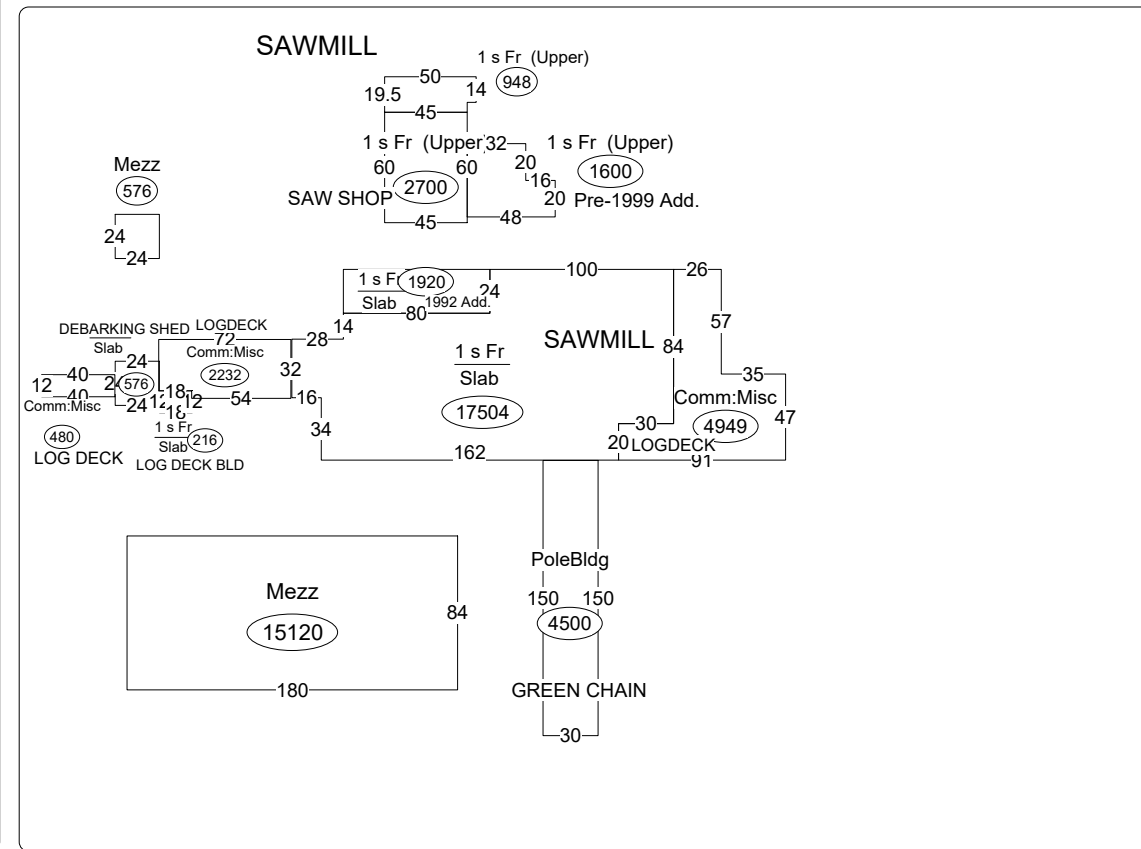 SAWMILL
1 s Fr (Upper)
948
50
19.5
14
45
1 s Fr (Upper)
32
1 s Fr (Upper)
60
60
20
1600
2700
16
SAW SHOP
20
Pre-1999 Add.
45
48
Mezz
576
24
24
1 s Fr
1920
100
26
Slab
1992 Add.
24
80
57
14
DEBARKING SHED
LOGDECK
72
28
SAWMILL
84
Slab
Comm:Misc
1 s Fr
24
32
Slab
40
2232
35
12
576
18
54
16
17504
Comm:Misc
40
24
12
12
47
Comm:Misc
18
30
4949
1 s Fr
34
480
Slab
216
20
LOGDECK
LOG DECK
LOG DECK BLD
162
91
PoleBldg
Mezz
150
150
84
15120
4500
180
GREEN CHAIN
30